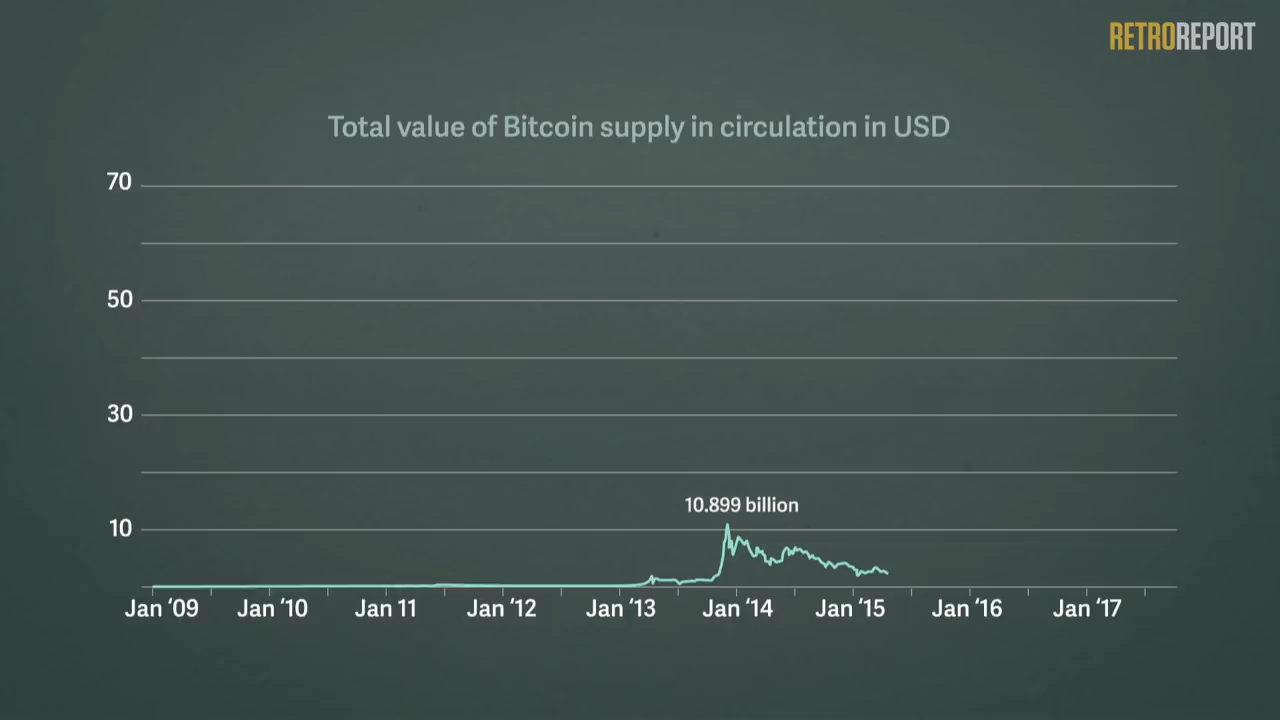 RETROREPORT
Total value of Bitcoin supply in circulation in USD
70
50
30
10.899 billion
10
Jan ‘09 Jan ‘10 Jan ‘11 Jan ‘12 Jan ‘13 Jan ‘14 Jan ‘15 Jan ‘16 Jan ‘17